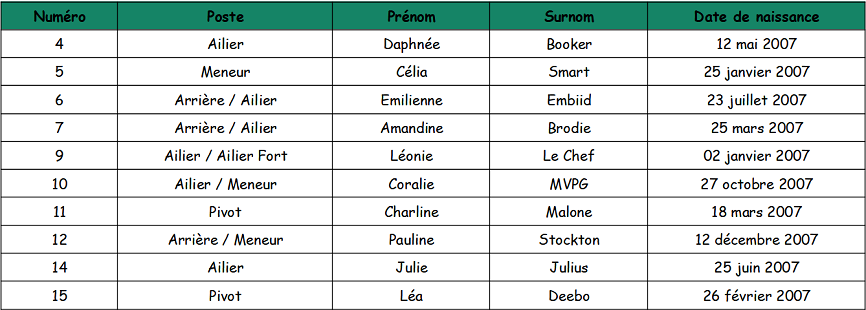 Numéro Poste Prénom Surnom Date de naissance
4 Ailier Daphnée Booker 12 mai 2007
5 Meneur Célia Smart 25 janvier 2007
6 Arrière / Ailier Emilienne Embiid 23 juillet 2007
7 Arrière / Ailier Amandine Brodie 25 mars 2007
9 Ailier / Ailier Fort Léonie Le Chef 02 janvier 2007
10 Ailier / Meneur Coralie MVPG 27 octobre 2007
11 Pivot Charline Malone 18 mars 2007
12 Arrière / Meneur Pauline Stockton 12 décembre 2007
14 Ailier Julie Julius 25 juin 2007
15 Pivot Léa Deebo 26 février 2007